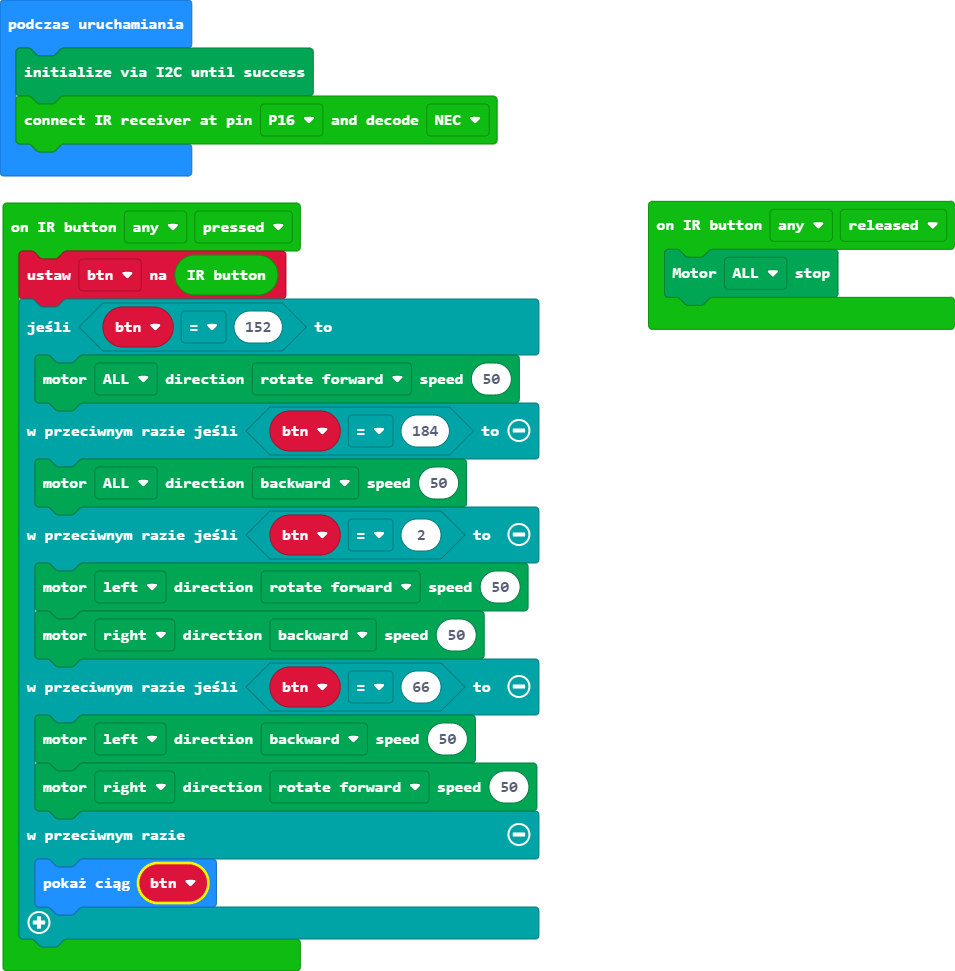 podczas uruchamiania
initialize via I2C until success
connect IR receiver at pin P16 and decode NEC
on IR button any pressed
ustaw btn na IR button
jeśli btn = 152 to
motor ALL direction rotate forward speed 50
w przeciwnym razie jeśli btn = 184 to
motor ALL direction backward speed 50
w przeciwnym razie jeśli btn = 2 to
motor left direction rotate forward speed 50
motor right direction backward speed 50
w przeciwnym razie jeśli btn = 66 to
motor left direction backward speed 50
motor right direction rotate forward speed 50
w przeciwnym razie
pokaż ciąg btn
on IR button any released
Motor ALL stop